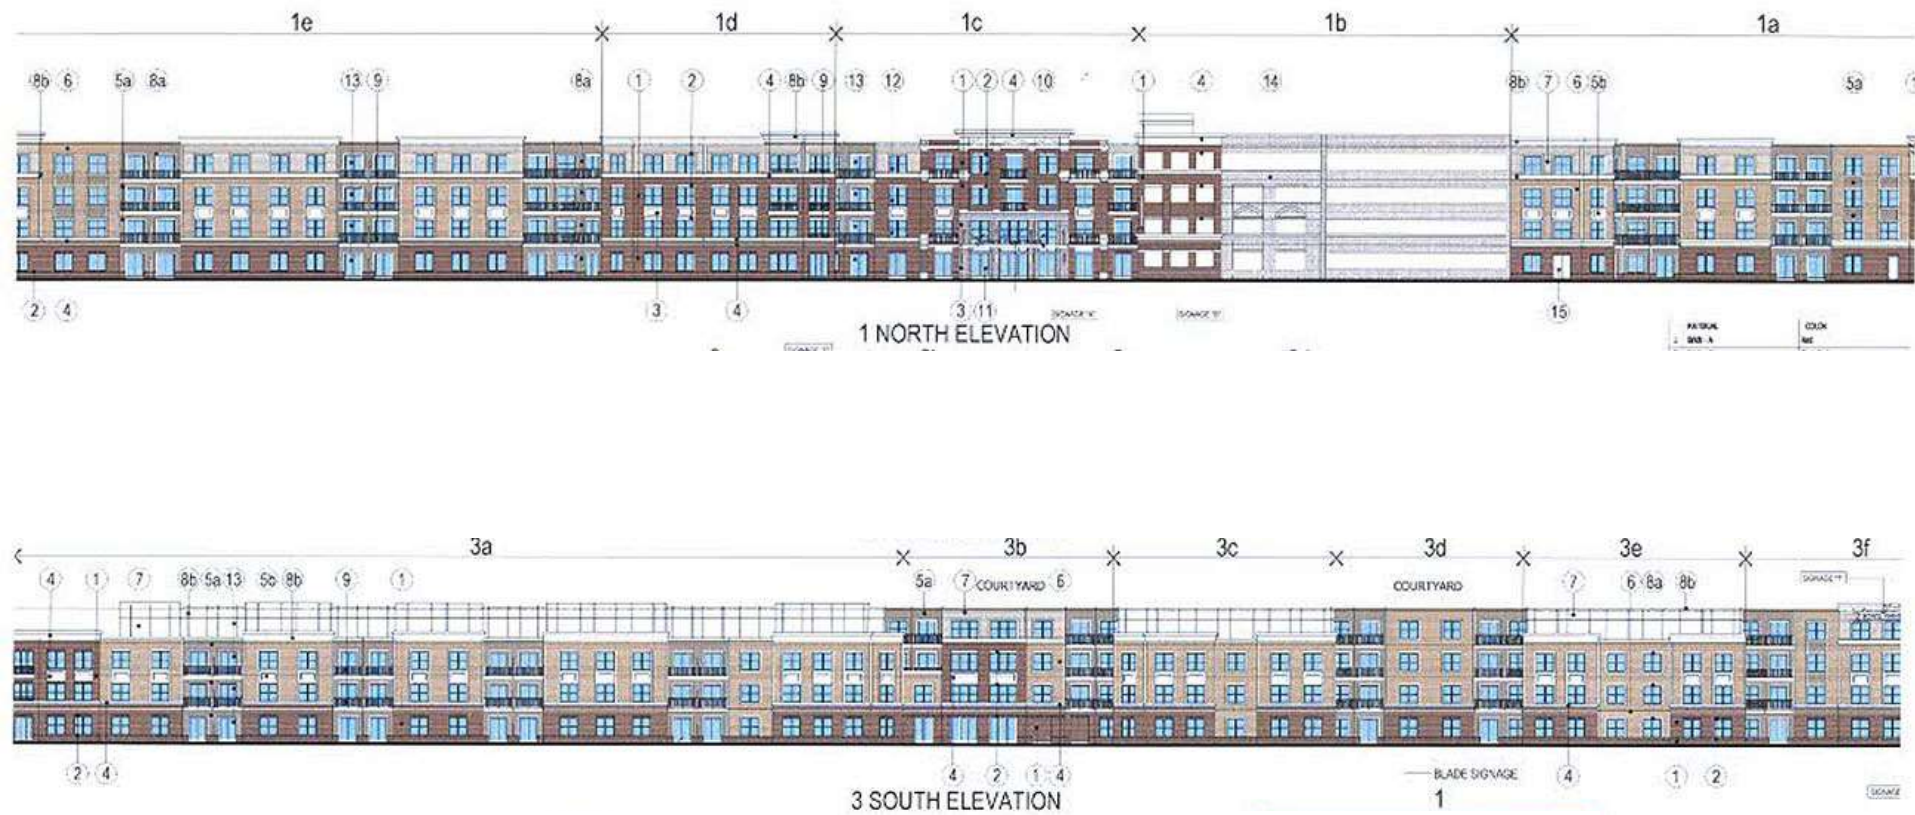 1e 1d 1c 1b 1a
8b 6 5a 8a 13 9 8a 1 2 4 8b 9 13 12 1 2 4 10 1 4 14 8b 7 6 5b 5a
2 4 3 4 3 11 15
1 NORTH ELEVATION
MATERIAL COLOR
3a 3b 3c 3d 3e 3f
4 1 7 8b 5a 13 5b 8b 9 1 5a 7 COURTYARD 6 COURTYARD 7 6 8a 8b
2 4 4 2 1 4 BLADE SIGNAGE 4 1 2
SIGNAGE
3 SOUTH ELEVATION
1